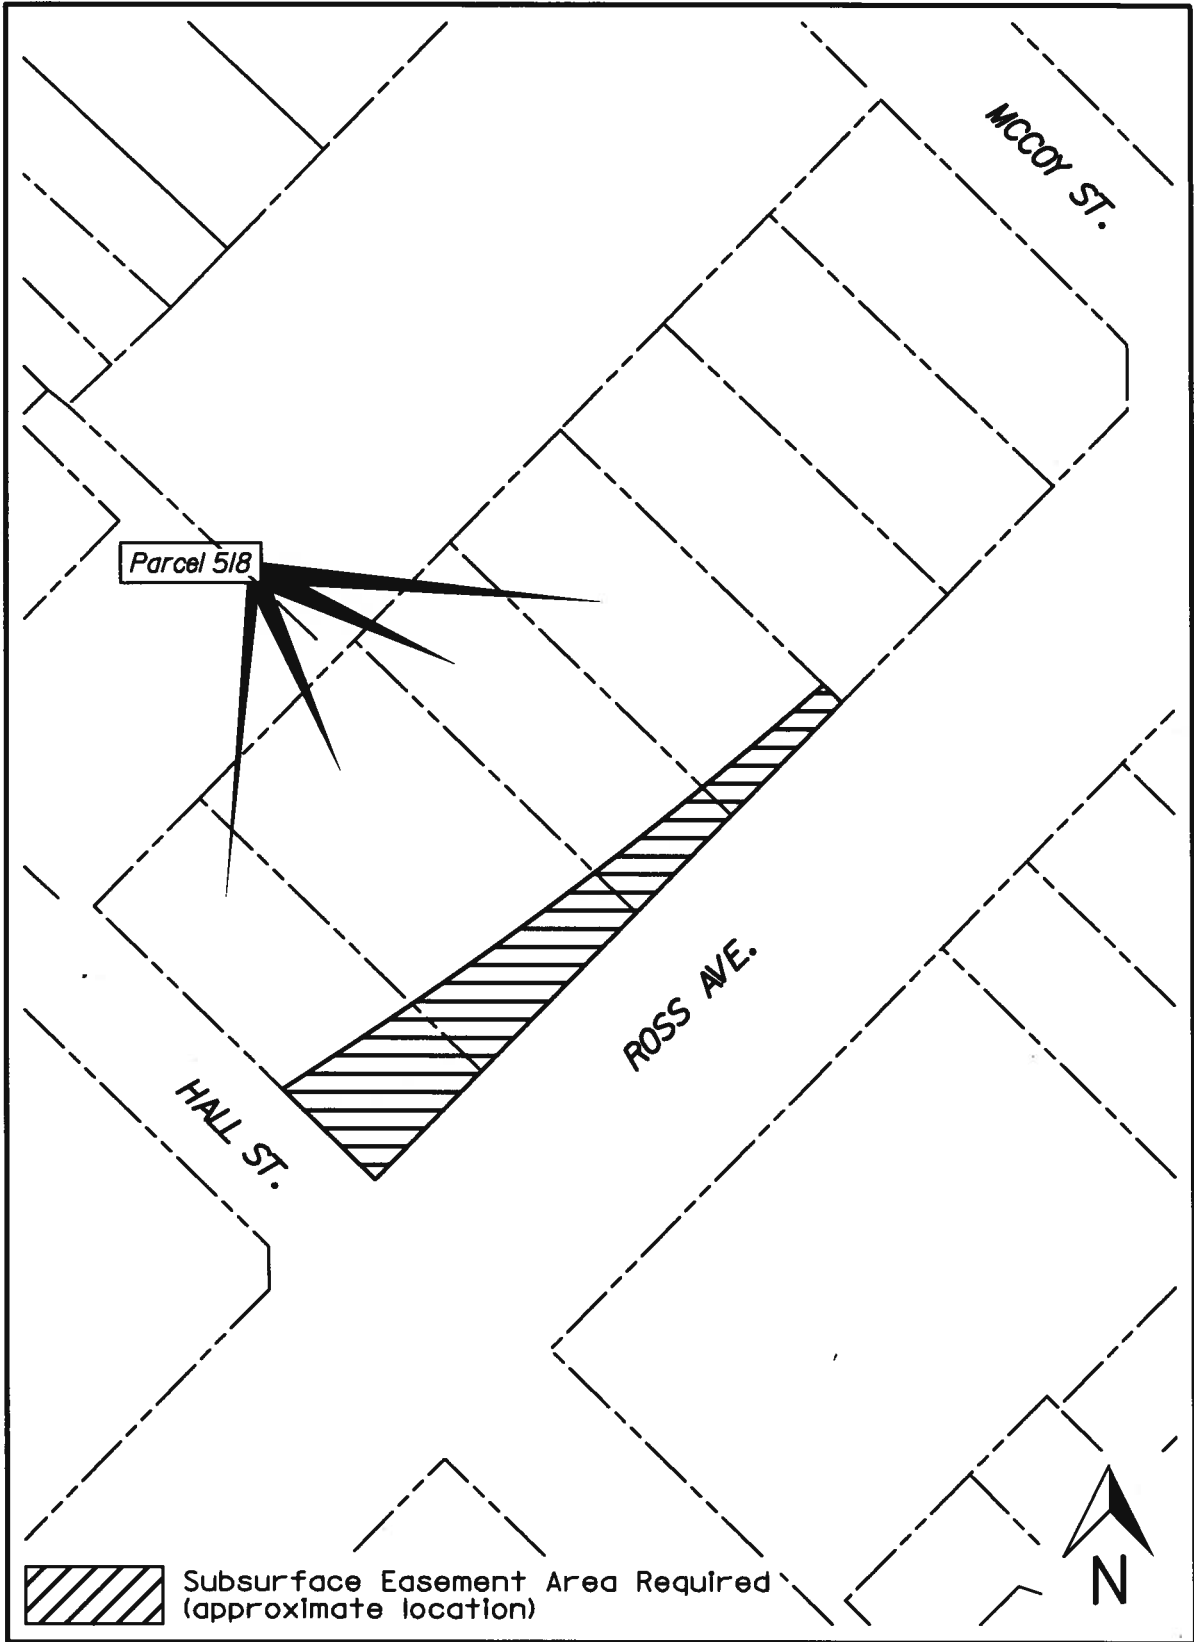 MCCOY ST.
Parcel 518
ROSS AVE.
HALL ST.
Subsurface Easement Area Required
(approximate location)
N